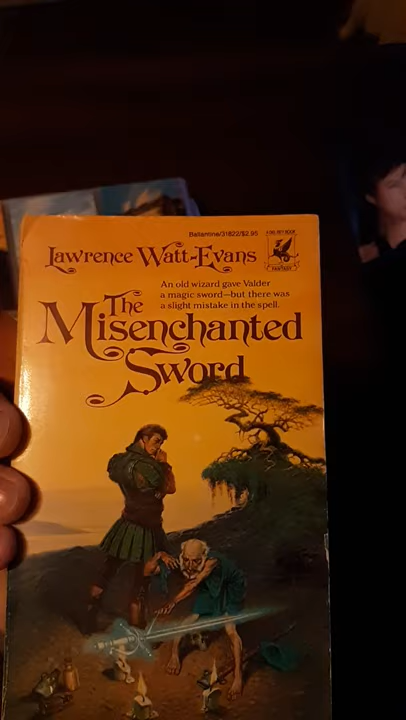 Ballantine/31822/$2.95
A DEL REY BOOK
Lawrence Watt-Evans
FANTASY
An old wizard gave Valder
a magic sword—but there was
a slight mistake in the spell.
The
Misenchanted
Sword